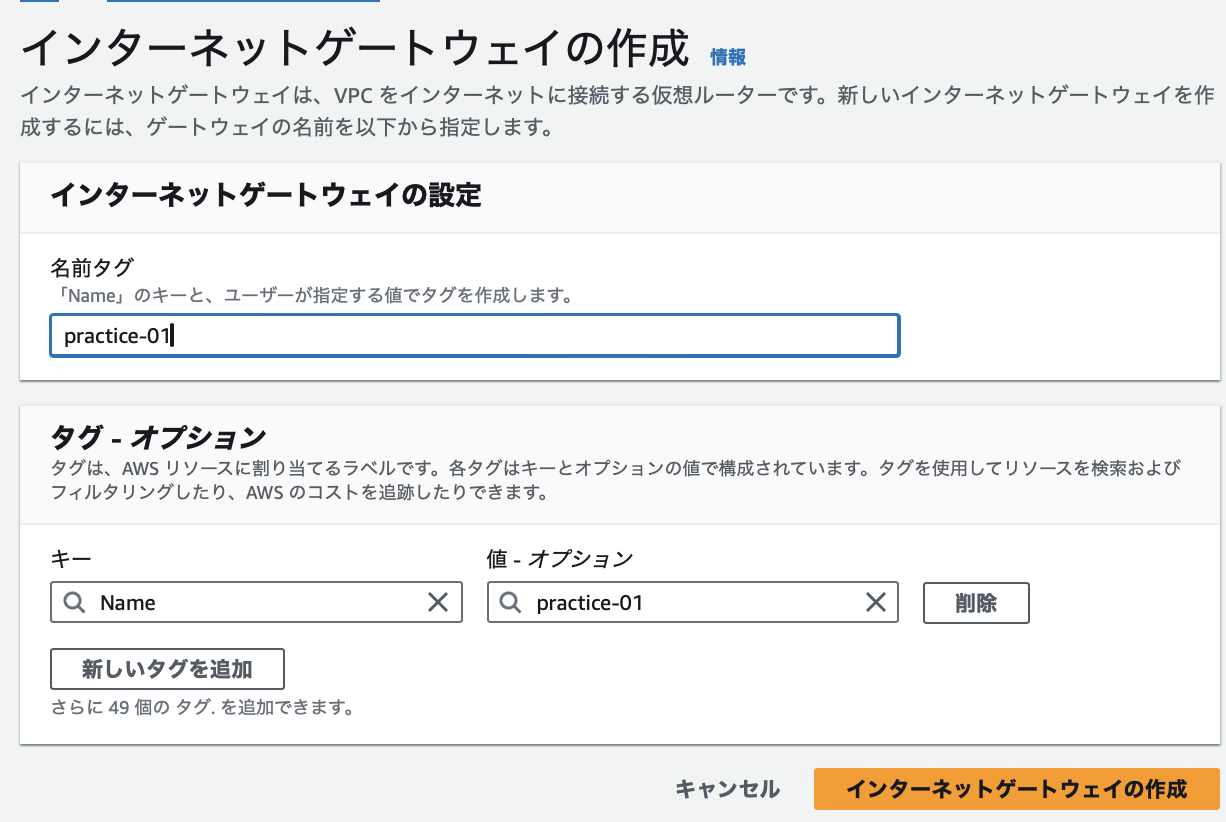 インターネットゲートウェイの作成 情報
インターネットゲートウェイは、VPC をインターネットに接続する仮想ルーターです。新しいインターネットゲートウェイを作
成するには、ゲートウェイの名前を以下から指定します。
インターネットゲートウェイの設定
名前タグ
「Name」のキーと、ユーザーが指定する値でタグを作成します。
practice-01
タグ - オプション
タグは、AWS リソースに割り当てるラベルです。各タグはキーとオプションの値で構成されています。タグを使用してリソースを検索および
フィルタリングしたり、AWS のコストを追跡したりできます。
キー 値 - オプション
Name practice-01 削除
新しいタグを追加
さらに 49 個の タグ. を追加できます。
キャンセル インターネットゲートウェイの作成